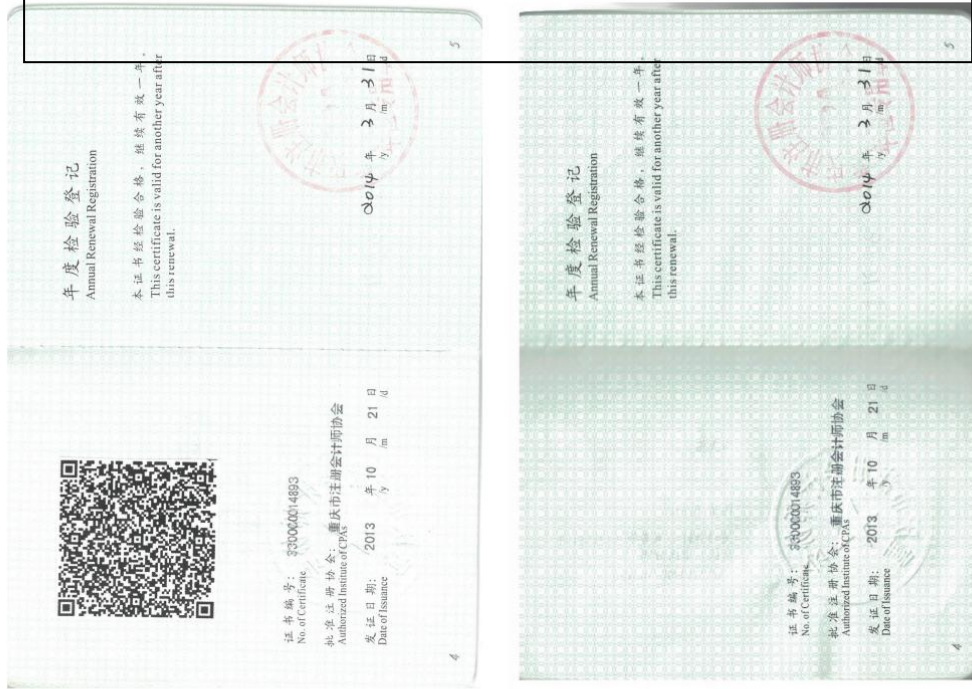 年度检验登记
Annual Renewal Registration
本证书经检验合格，继续有效一年。
This certificate is valid for another year after
this renewal.
2014 年 3 月 31 日
/y /m /d
5
证书编号： 330000014893
No. of Certificate
批准注册协会： 重庆市注册会计师协会
Authorized Institute of CPAs
发证日期： 2013 年 10 月 21 日
Date of Issuance /y /m /d
4
年度检验登记
Annual Renewal Registration
本证书经检验合格，继续有效一年。
This certificate is valid for another year after
this renewal.
2014 年 3 月 31 日
/y /m /d
5
证书编号： 330000014893
No. of Certificate
批准注册协会： 重庆市注册会计师协会
Authorized Institute of CPAs
发证日期： 2013 年 10 月 21 日
Date of Issuance /y /m /d
4